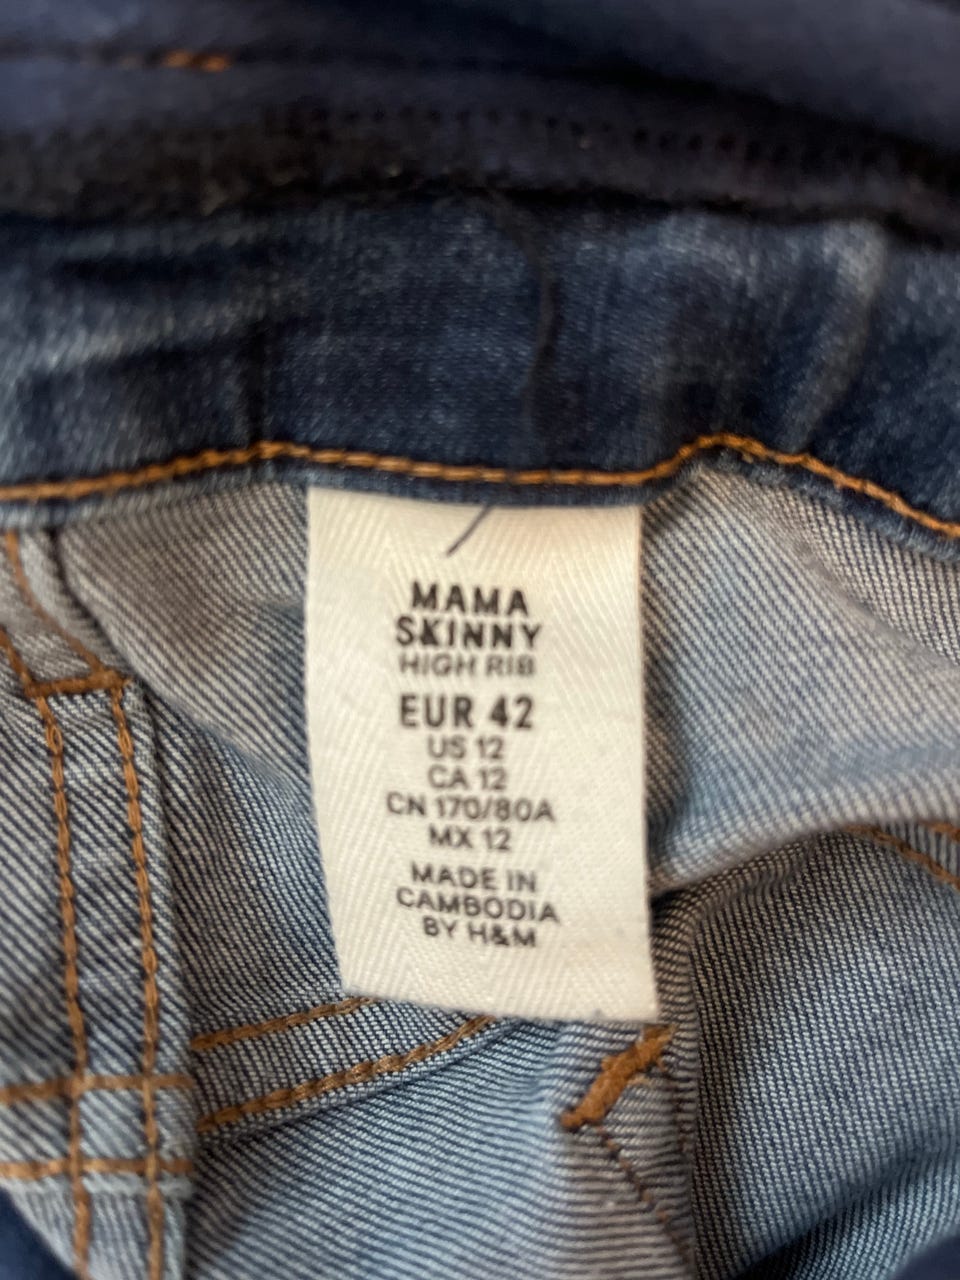 MAMA
SKINNY
HIGH RIB
EUR 42
US 12
CA 12
CN 170/80A
MX 12
MADE IN
CAMBODIA
BY H&M